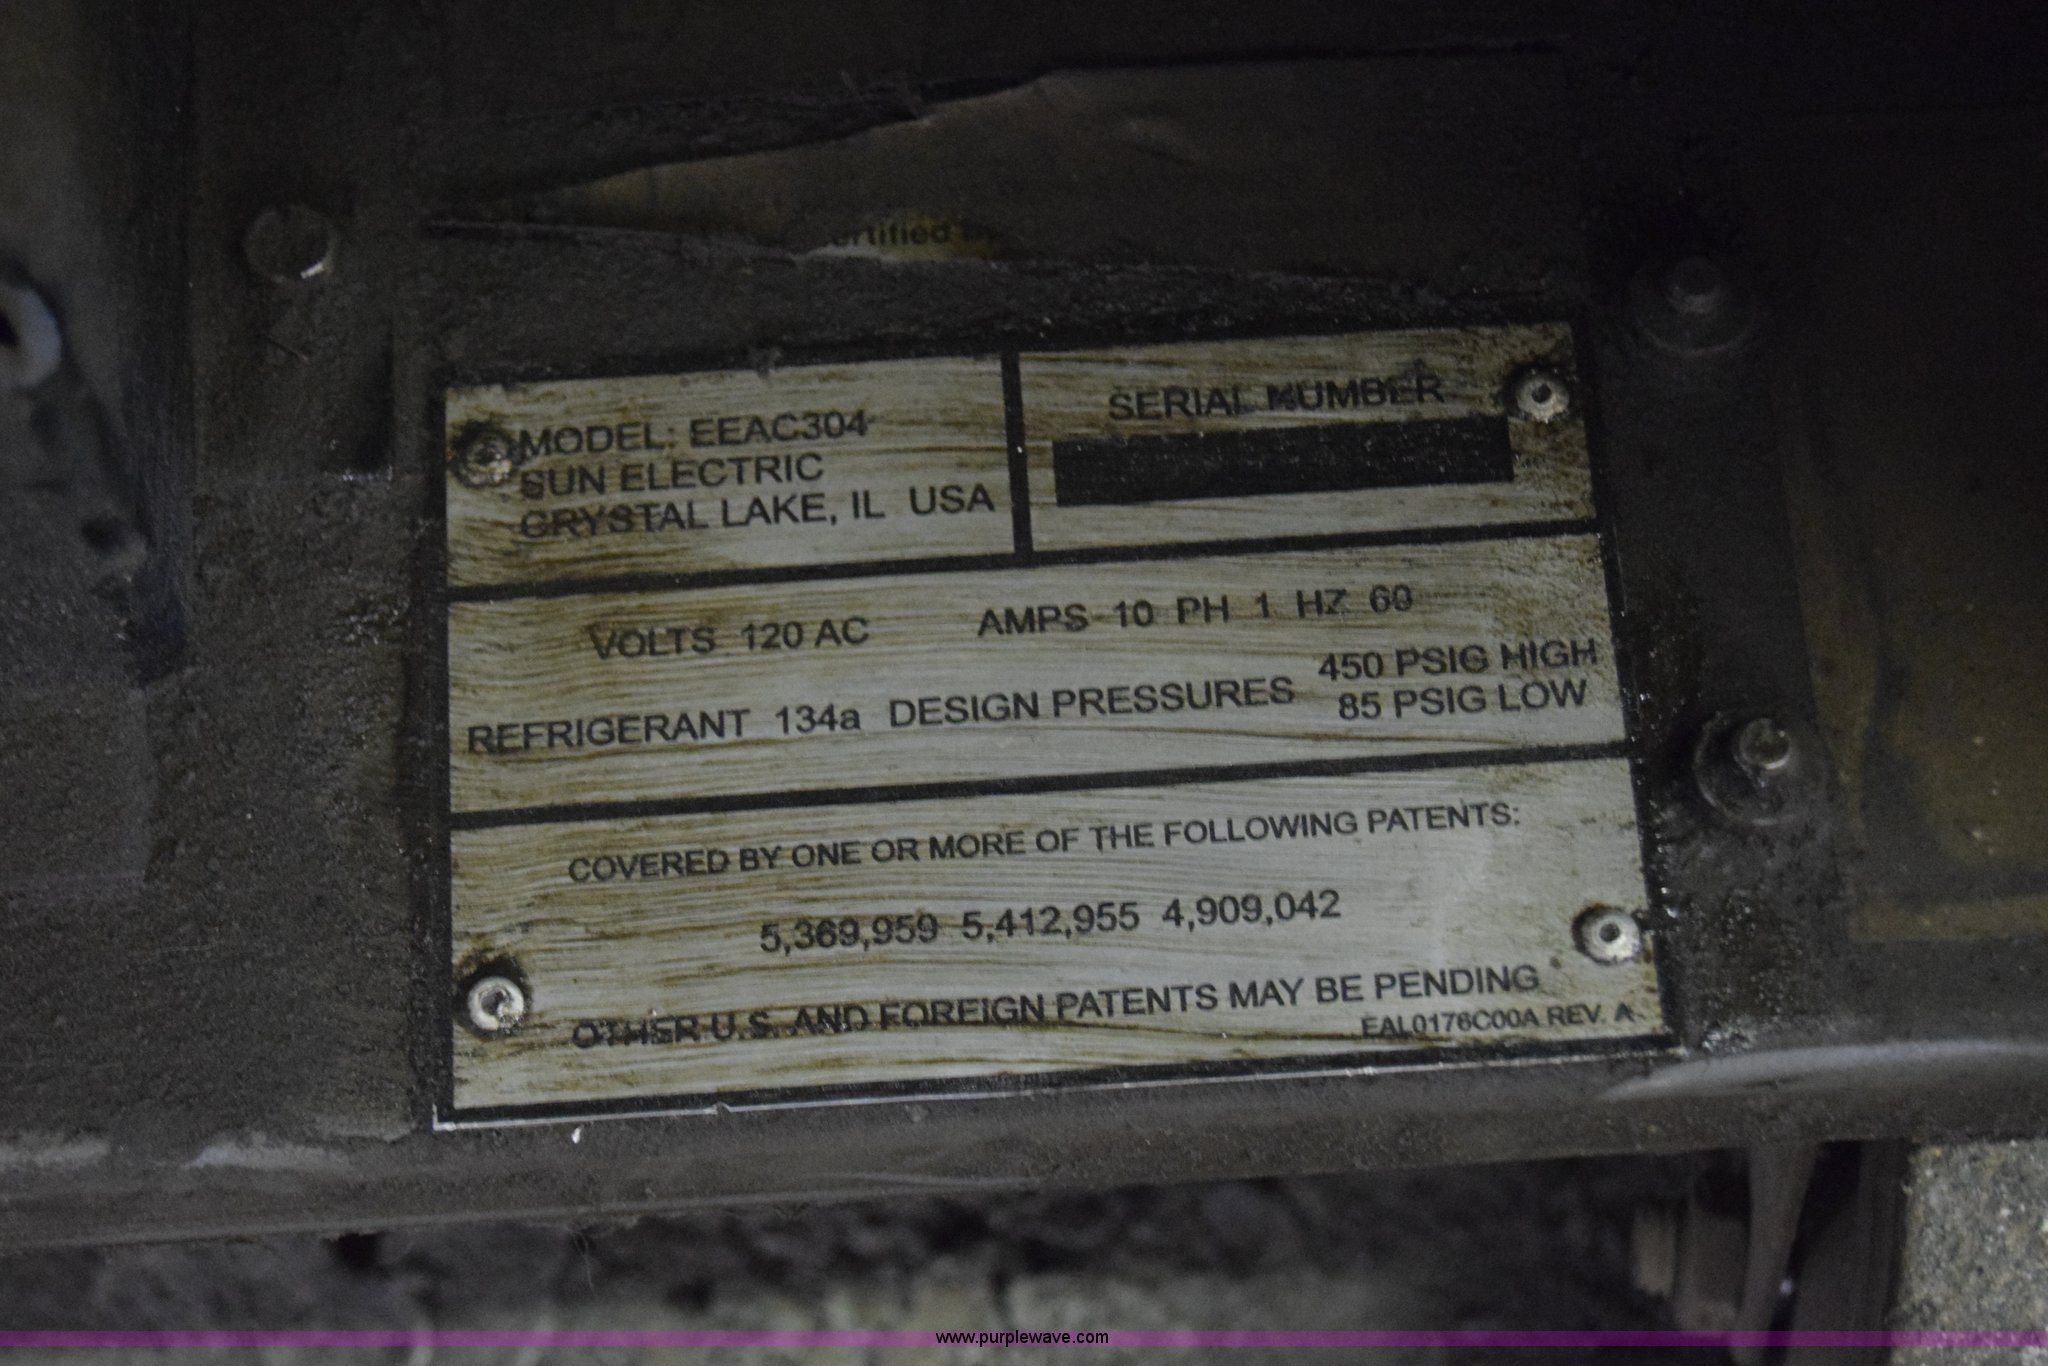 ertified
MODEL: EEAC304
SUN ELECTRIC
CRYSTAL LAKE, IL USA
SERIAL NUMBER
VOLTS 120 AC AMPS 10 PH 1 HZ 60
REFRIGERANT 134a DESIGN PRESSURES 450 PSIG HIGH
85 PSIG LOW
COVERED BY ONE OR MORE OF THE FOLLOWING PATENTS:
5,369,959 5,412,955 4,909,042
OTHER U.S. AND FOREIGN PATENTS MAY BE PENDING
EAL0176C00A REV. A
www.purplewave.com